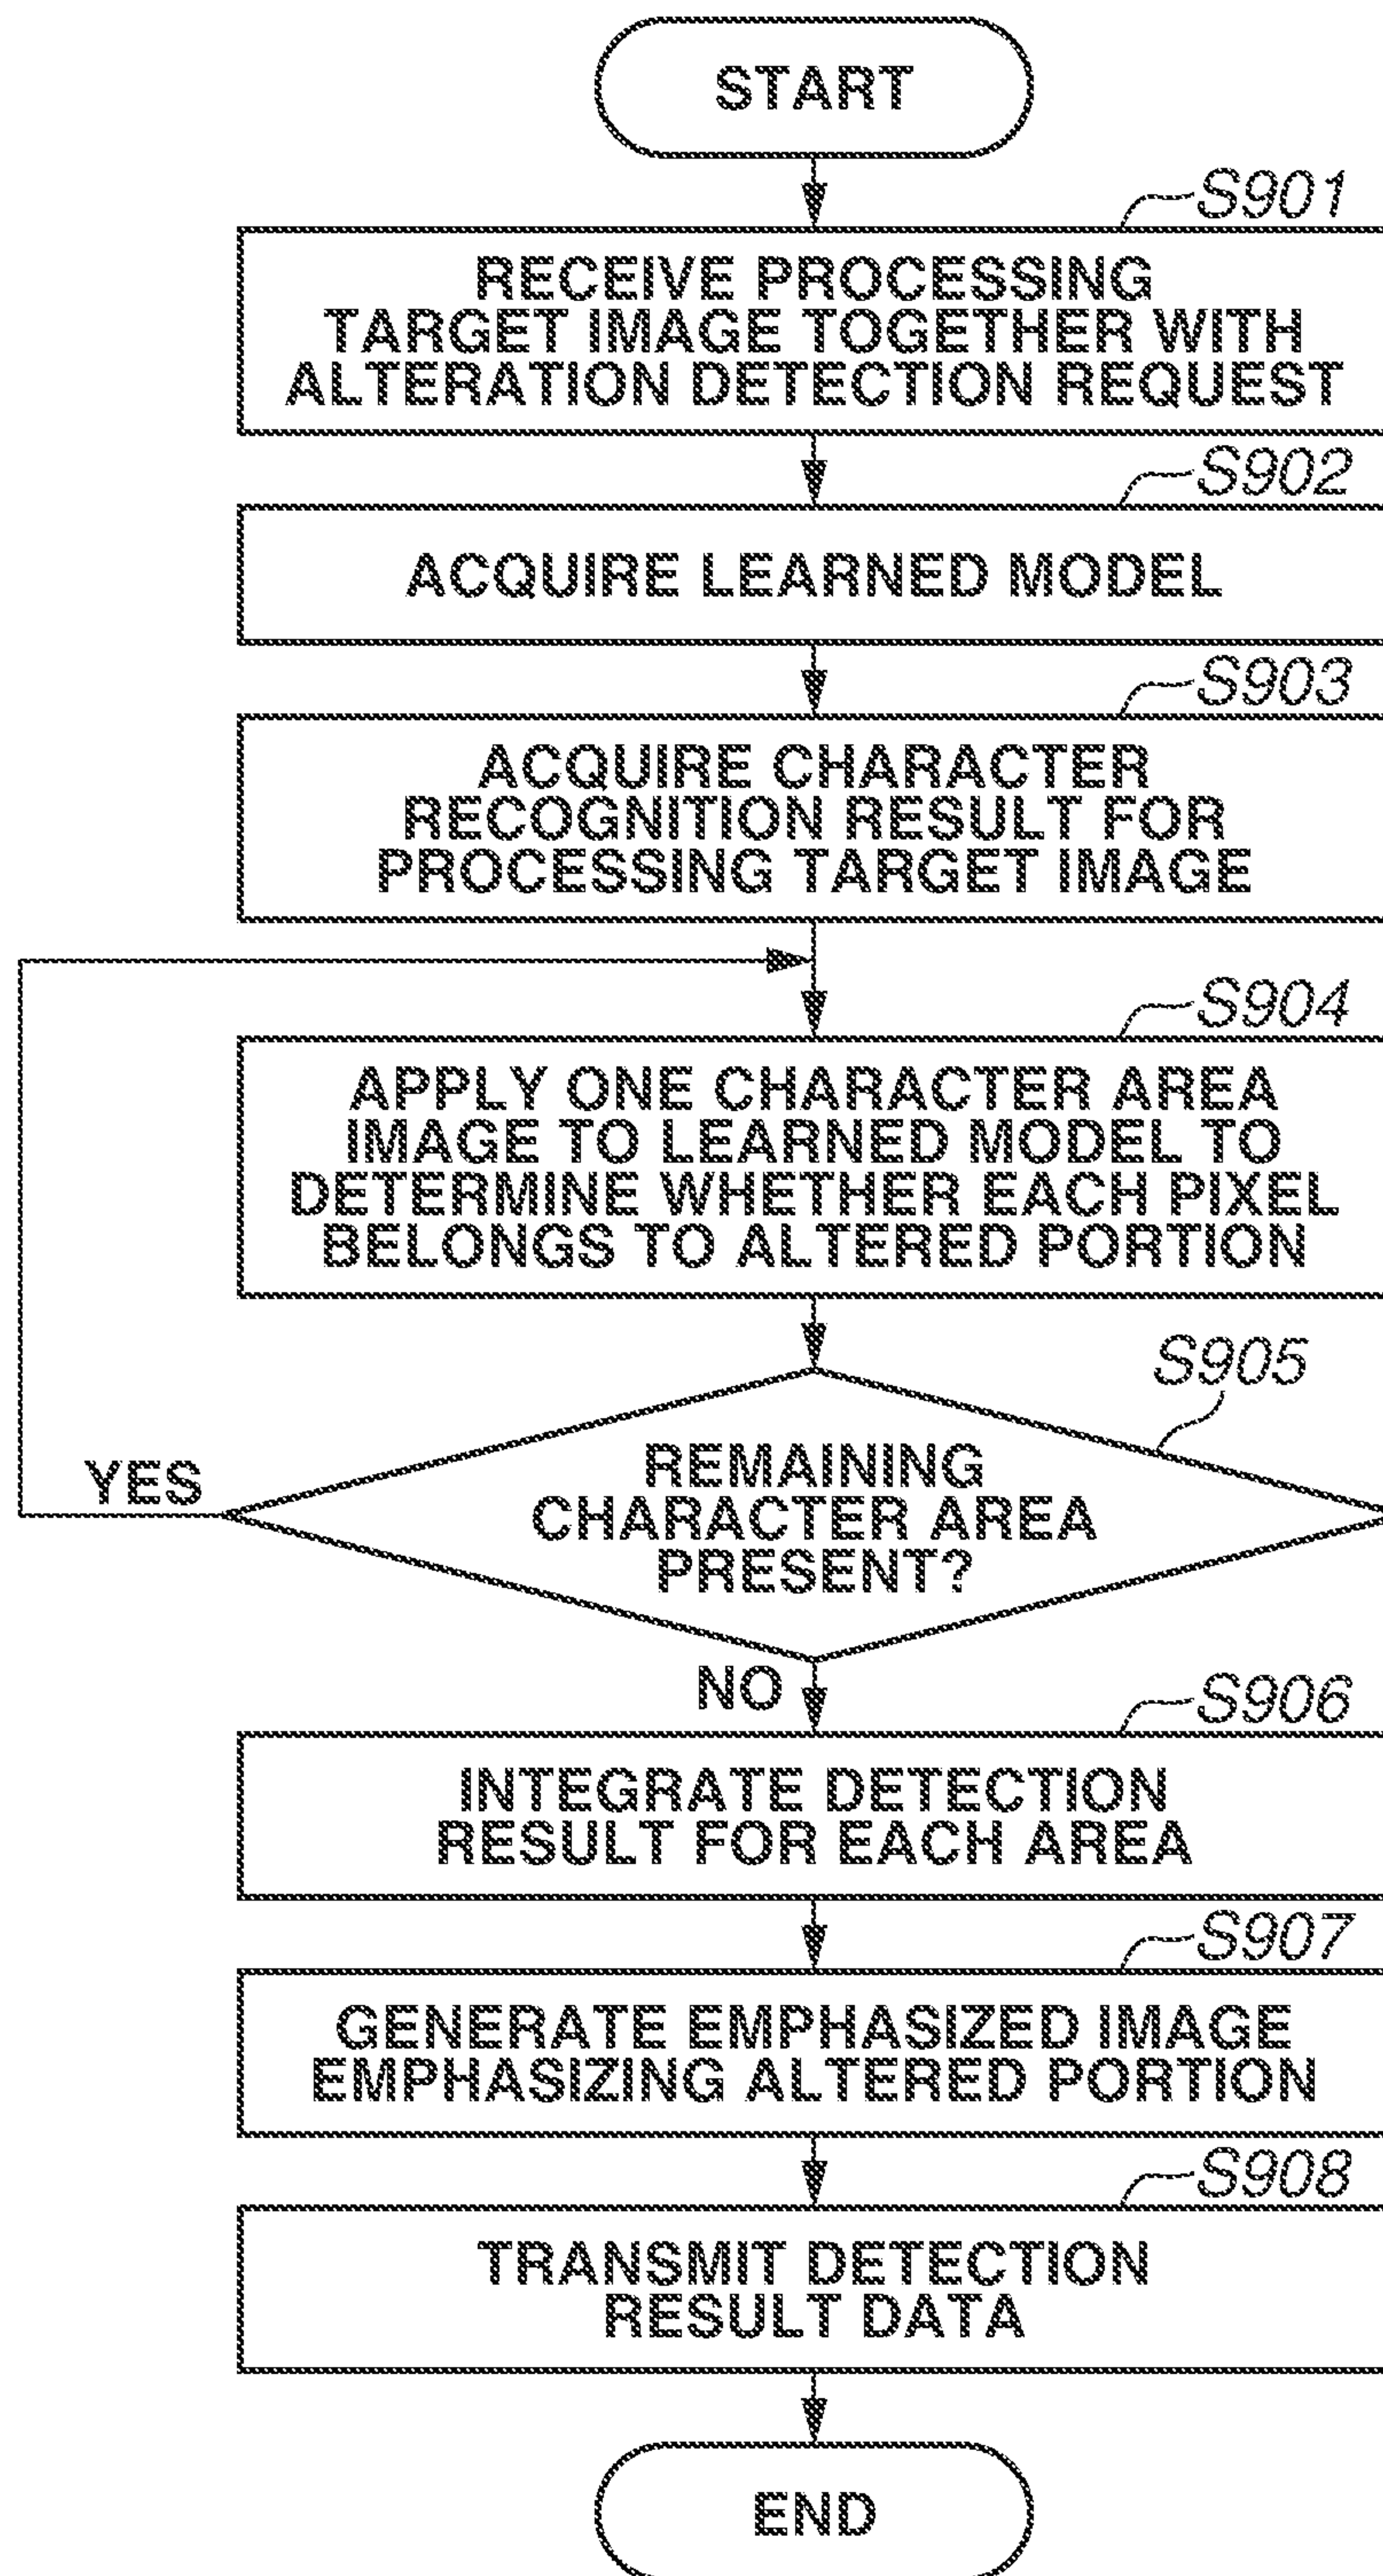 START
S901
RECEIVE PROCESSING
TARGET IMAGE TOGETHER WITH
ALTERATION DETECTION REQUEST
S902
ACQUIRE LEARNED MODEL
S903
ACQUIRE CHARACTER
RECOGNITION RESULT FOR
PROCESSING TARGET IMAGE
S904
APPLY ONE CHARACTER AREA
IMAGE TO LEARNED MODEL TO
DETERMINE WHETHER EACH PIXEL
BELONGS TO ALTERED PORTION
S905
REMAINING
CHARACTER AREA
PRESENT?
YES
NO
S906
INTEGRATE DETECTION
RESULT FOR EACH AREA
S907
GENERATE EMPHASIZED IMAGE
EMPHASIZING ALTERED PORTION
S908
TRANSMIT DETECTION
RESULT DATA
END